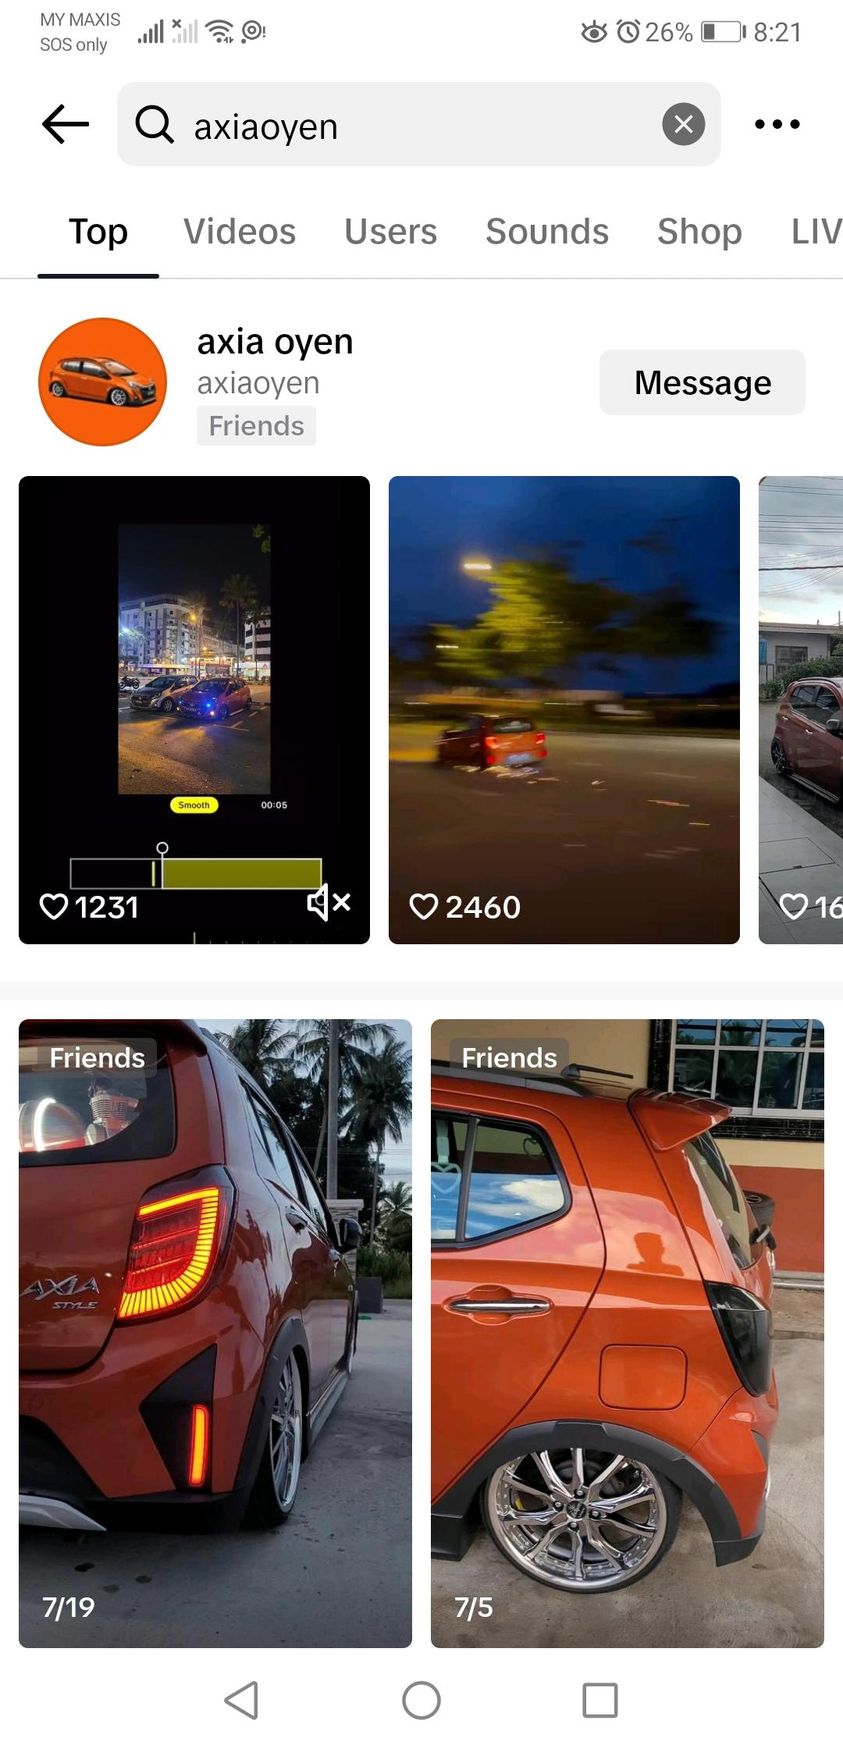 MY MAXIS
SOS only
26%
8:21
axiaoyen
Top Videos Users Sounds Shop LIV
axia oyen
axiaoyen
Friends
Message
Smooth
00:05
1231
2460
16
Friends
AXIA
STYLE
7/19
Friends
7/5